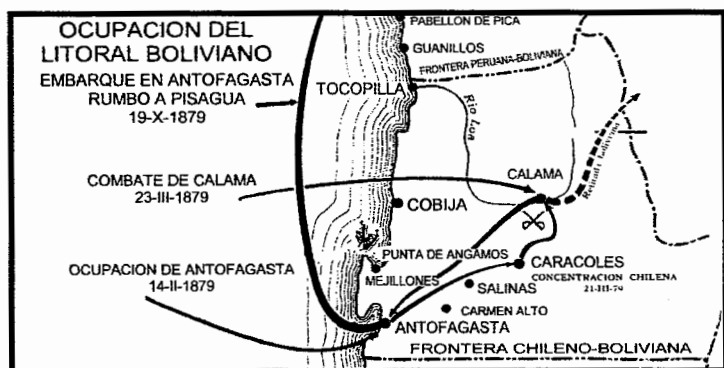 OCUPACION DEL
LITORAL BOLIVIANO
EMBARQUE EN ANTOFAGASTA
RUMBO A PISAGUA
19-X-1879
COMBATE DE CALAMA
23-III-1879
OCUPACION DE ANTOFAGASTA
14-II-1879
PABELLON DE PICA
GUANILLOS
FRONTERA PERUANA-BOLIVIANA
TOCOPILLA
Rio Loa
CALAMA
Retirada Boliviana
COBIJA
PUNTA DE ANGAMOS
MEJILLONES
CARACOLES
CONCENTRACION CHILENA
21-III-79
SALINAS
CARMEN ALTO
ANTOFAGASTA
FRONTERA CHILENO-BOLIVIANA